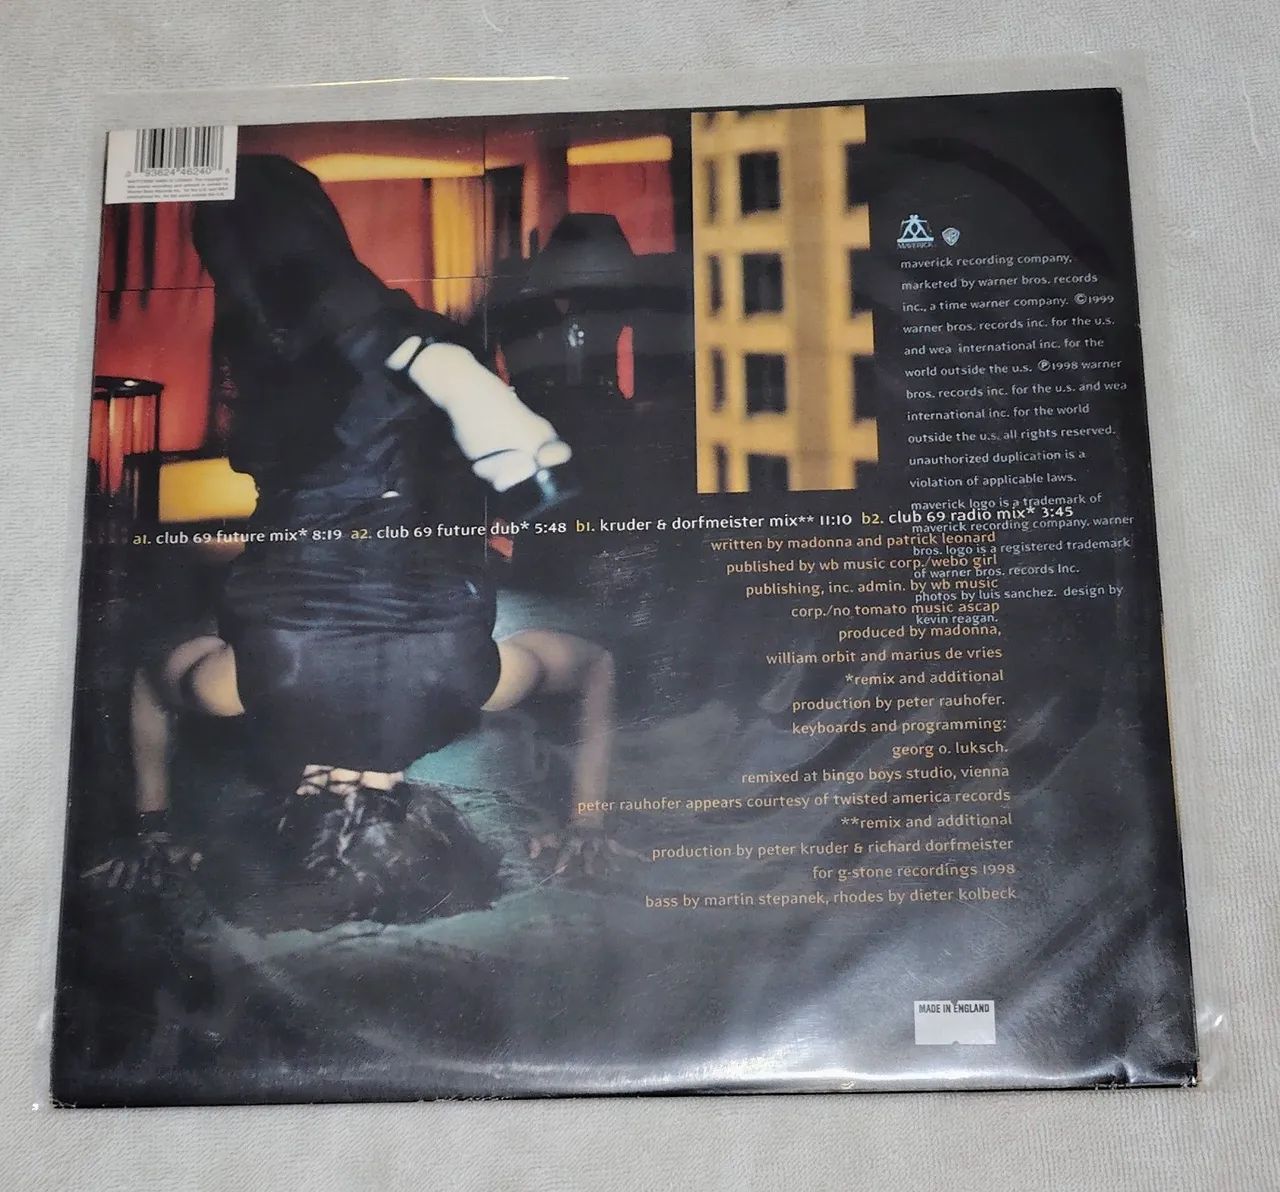 93624 46240
MAVERICK
maverick recording company,
marketed by warner bros. records
inc., a time warner company. ©1999
warner bros. records inc. for the u.s.
and wea international inc. for the
world outside the u.s. ℗1998 warner
bros. records inc. for the u.s. and wea
international inc. for the world
outside the u.s. all rights reserved.
unauthorized duplication is a
violation of applicable laws.
maverick logo is a trademark of
maverick recording company. warner
bros. logo is a registered trademark
of warner bros. records Inc.
photos by luis sanchez. design by
kevin reagan.
a1. club 69 future mix* 8:19 a2. club 69 future dub* 5:48 b1. kruder & dorfmeister mix** 11:10 b2. club 69 radio mix* 3:45
written by madonna and patrick leonard
published by wb music corp./webo girl
publishing, inc. admin. by wb music
corp./no tomato music ascap
produced by madonna,
william orbit and marius de vries
*remix and additional
production by peter rauhofer.
keyboards and programming:
georg o. luksch.
remixed at bingo boys studio, vienna
peter rauhofer appears courtesy of twisted america records
**remix and additional
production by peter kruder & richard dorfmeister
for g-stone recordings 1998
bass by martin stepanek, rhodes by dieter kolbeck
MADE IN ENGLAND